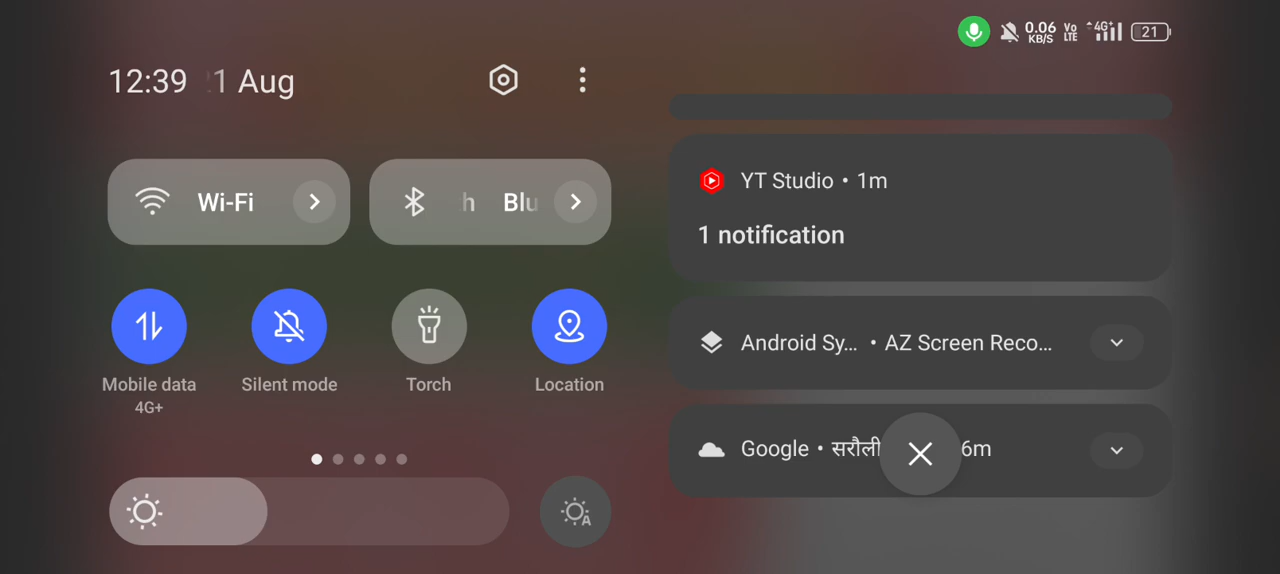 0.06
KB/S
Vo
LTE
4G+
21
12:39 1 Aug
Wi-Fi
h Blu
Mobile data
4G+
Silent mode
Torch
Location
A
YT Studio • 1m
1 notification
Android Sy... • AZ Screen Reco...
Google • सरौली 6m